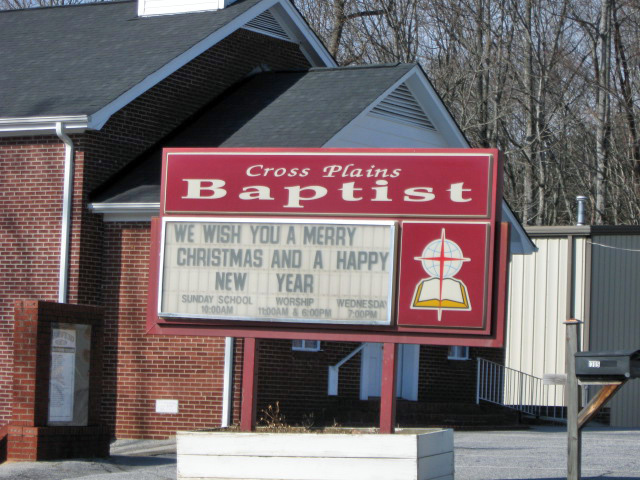 Cross Plains
Baptist
WE WISH YOU A MERRY
CHRISTMAS AND A HAPPY
NEW YEAR
SUNDAY SCHOOL WORSHIP WEDNESDAY
10:00AM 11:00AM & 6:00PM 7:00PM